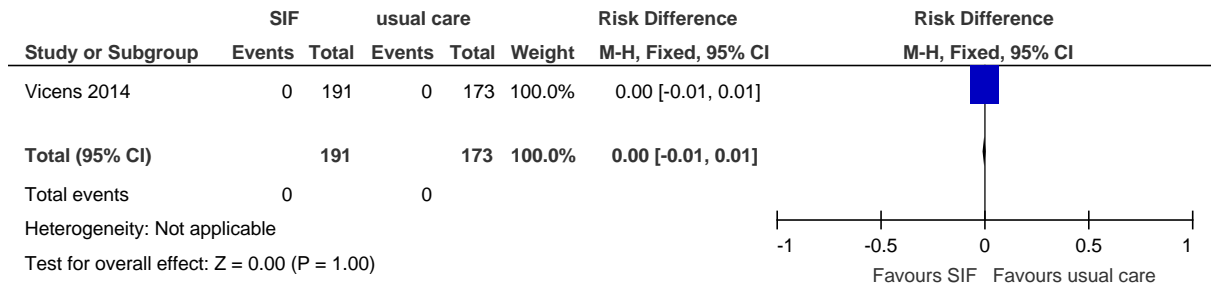 SIF usual care Risk Difference Risk Difference
Study or Subgroup Events Total Events Total Weight M-H, Fixed, 95% CI M-H, Fixed, 95% CI
Vicens 2014 0 191 0 173 100.0% 0.00 [-0.01, 0.01]
Total (95% CI) 191 173 100.0% 0.00 [-0.01, 0.01]
Total events 0 0
Heterogeneity: Not applicable
Test for overall effect: Z = 0.00 (P = 1.00)
-1 -0.5 0 0.5 1
Favours SIF Favours usual care